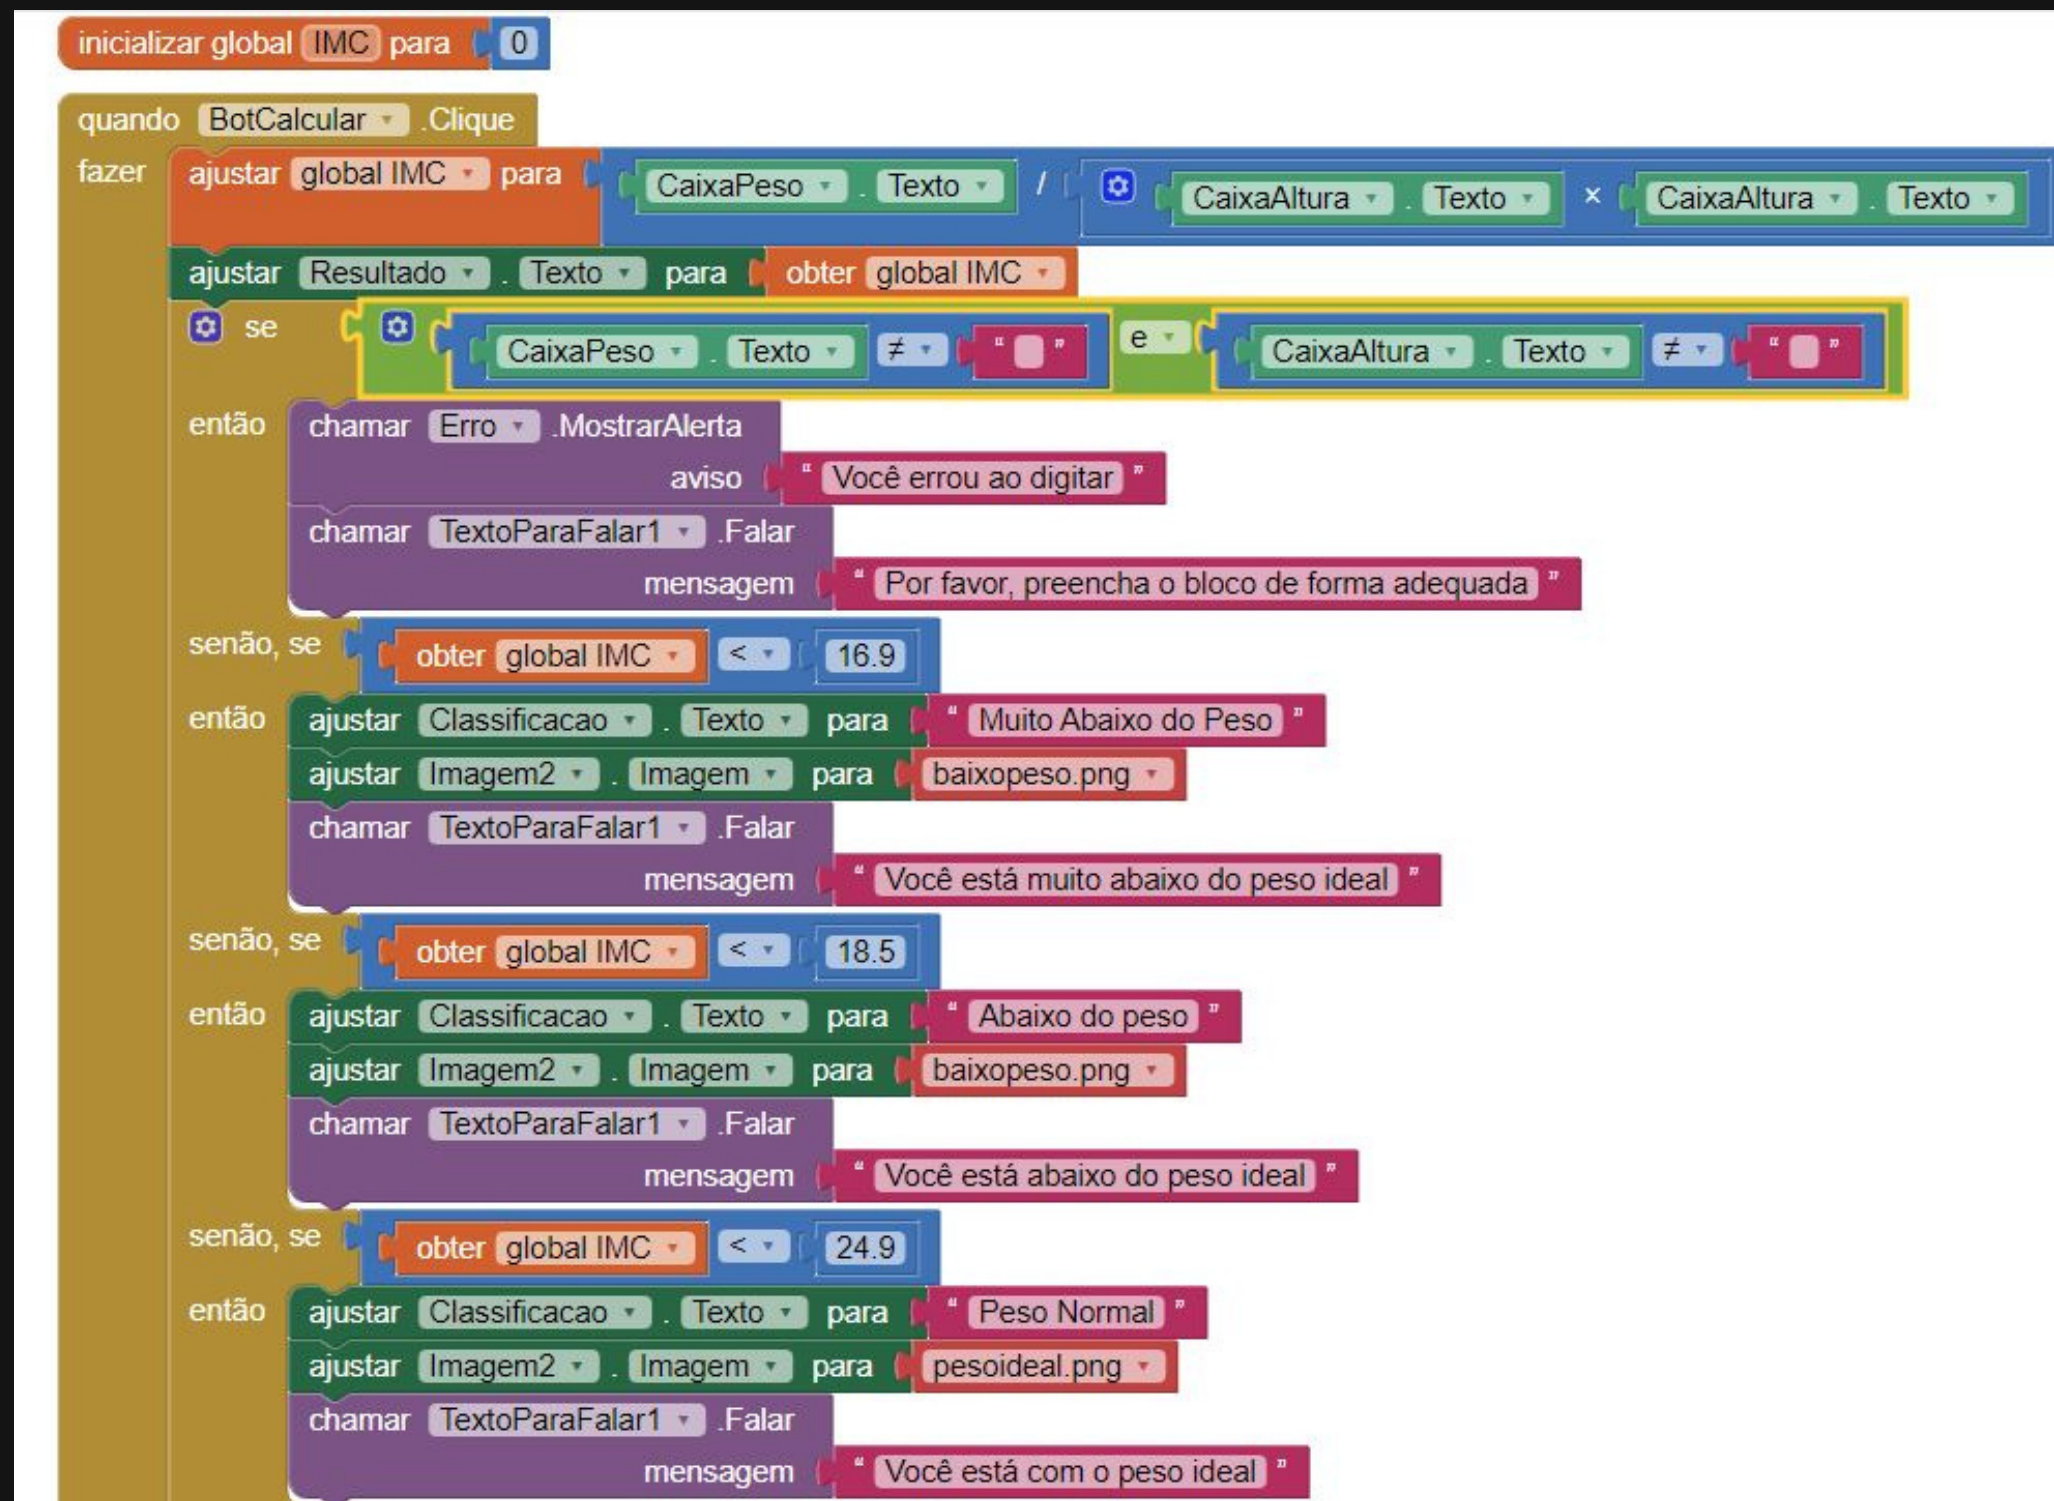 inicializar global IMC para 0
quando BotCalcular .Clique
fazer ajustar global IMC para CaixaPeso . Texto / CaixaAltura . Texto × CaixaAltura . Texto
ajustar Resultado . Texto para obter global IMC
se CaixaPeso . Texto ≠ “ ” e CaixaAltura . Texto ≠ “ ”
então chamar Erro .MostrarAlerta
aviso “ Você errou ao digitar ”
chamar TextoParaFalar1 .Falar
mensagem “ Por favor, preencha o bloco de forma adequada ”
senão, se obter global IMC < 16.9
então ajustar Classificacao . Texto para “ Muito Abaixo do Peso ”
ajustar Imagem2 . Imagem para baixopeso.png
chamar TextoParaFalar1 .Falar
mensagem “ Você está muito abaixo do peso ideal ”
senão, se obter global IMC < 18.5
então ajustar Classificacao . Texto para “ Abaixo do peso ”
ajustar Imagem2 . Imagem para baixopeso.png
chamar TextoParaFalar1 .Falar
mensagem “ Você está abaixo do peso ideal ”
senão, se obter global IMC < 24.9
então ajustar Classificacao . Texto para “ Peso Normal ”
ajustar Imagem2 . Imagem para pesoideal.png
chamar TextoParaFalar1 .Falar
mensagem “ Você está com o peso ideal ”